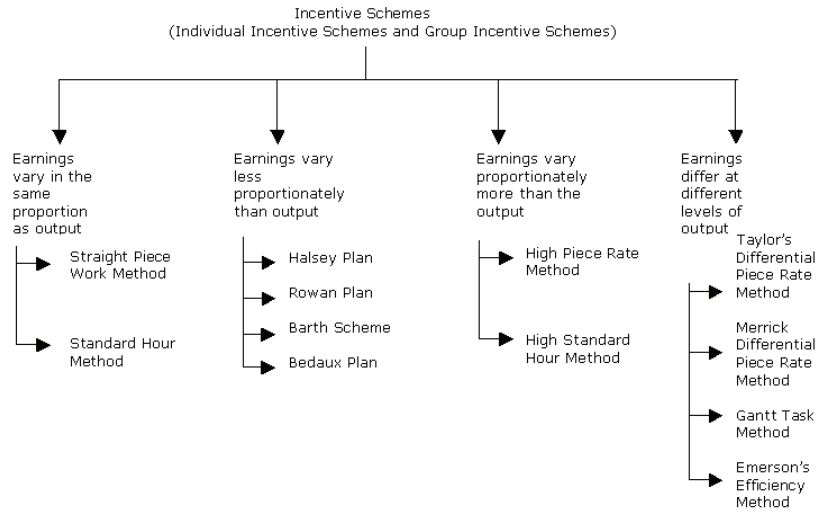 Incentive Schemes
(Individual Incentive Schemes and Group Incentive Schemes)
Earnings
vary in the
same
proportion
as output
Straight Piece
Work Method
Standard Hour
Method
Earnings vary
less
proportionately
than output
Halsey Plan
Rowan Plan
Barth Scheme
Bedaux Plan
Earnings vary
proportionately
more than the
output
High Piece Rate
Method
High Standard
Hour Method
Earnings
differ at
different
levels of
output
Taylor's
Differential
Piece Rate
Method
Merrick
Differential
Piece Rate
Method
Gantt Task
Method
Emerson's
Efficiency
Method